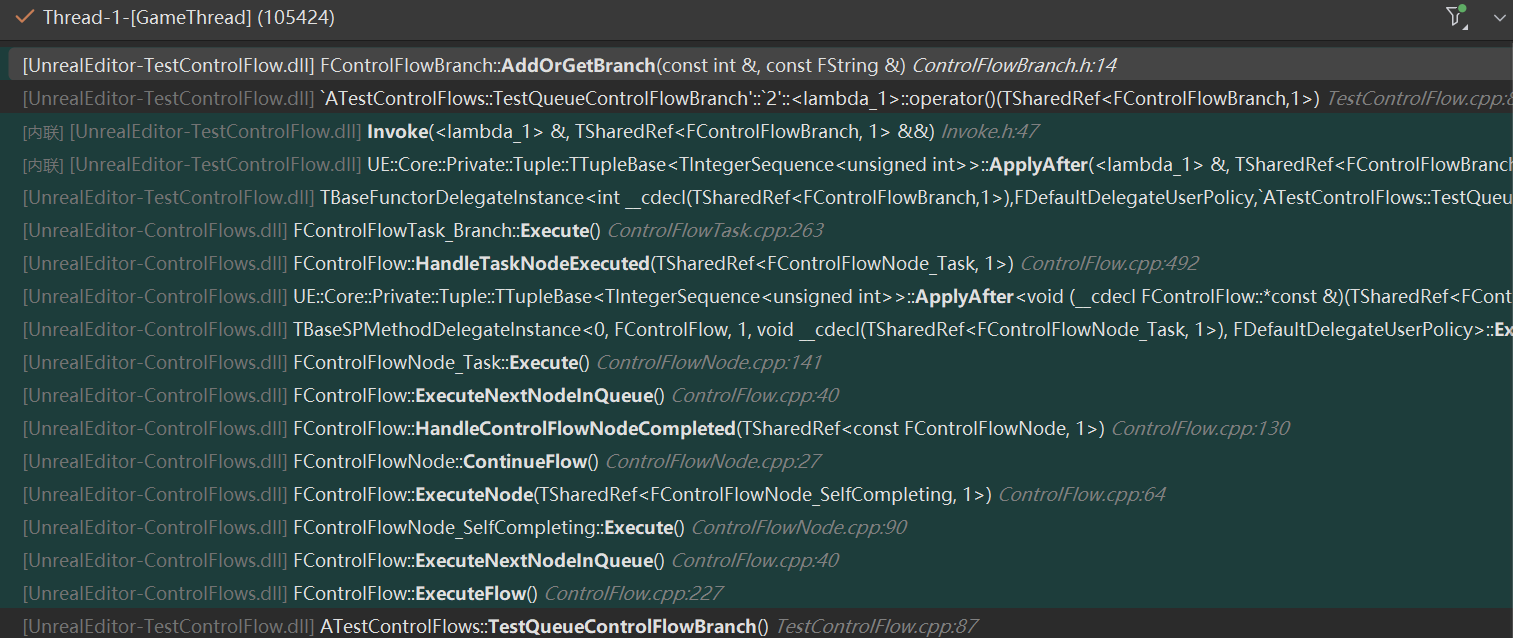 Thread-1-[GameThread] (105424)
[UnrealEditor-TestControlFlow.dll] FControlFlowBranch::AddOrGetBranch(const int &, const FString &) ControlFlowBranch.h:14
[UnrealEditor-TestControlFlow.dll] `ATestControlFlows::TestQueueControlFlowBranch'::`2'::<lambda_1>::operator()(TSharedRef<FControlFlowBranch,1>) TestControlFlow.cpp:8
[内联] [UnrealEditor-TestControlFlow.dll] Invoke(<lambda_1> &, TSharedRef<FControlFlowBranch, 1> &&) Invoke.h:47
[内联] [UnrealEditor-TestControlFlow.dll] UE::Core::Private::Tuple::TTupleBase<TIntegerSequence<unsigned int>>::ApplyAfter(<lambda_1> &, TSharedRef<FControlFlowBranch
[UnrealEditor-TestControlFlow.dll] TBaseFunctorDelegateInstance<int __cdecl(TSharedRef<FControlFlowBranch,1>),FDefaultDelegateUserPolicy,`ATestControlFlows::TestQueu
[UnrealEditor-ControlFlows.dll] FControlFlowTask_Branch::Execute() ControlFlowTask.cpp:263
[UnrealEditor-ControlFlows.dll] FControlFlow::HandleTaskNodeExecuted(TSharedRef<FControlFlowNode_Task, 1>) ControlFlow.cpp:492
[UnrealEditor-ControlFlows.dll] UE::Core::Private::Tuple::TTupleBase<TIntegerSequence<unsigned int>>::ApplyAfter<void (__cdecl FControlFlow::*const &)(TSharedRef<FCont
[UnrealEditor-ControlFlows.dll] TBaseSPMethodDelegateInstance<0, FControlFlow, 1, void __cdecl(TSharedRef<FControlFlowNode_Task, 1>), FDefaultDelegateUserPolicy>::Ex
[UnrealEditor-ControlFlows.dll] FControlFlowNode_Task::Execute() ControlFlowNode.cpp:141
[UnrealEditor-ControlFlows.dll] FControlFlow::ExecuteNextNodeInQueue() ControlFlow.cpp:40
[UnrealEditor-ControlFlows.dll] FControlFlow::HandleControlFlowNodeCompleted(TSharedRef<const FControlFlowNode, 1>) ControlFlow.cpp:130
[UnrealEditor-ControlFlows.dll] FControlFlowNode::ContinueFlow() ControlFlowNode.cpp:27
[UnrealEditor-ControlFlows.dll] FControlFlow::ExecuteNode(TSharedRef<FControlFlowNode_SelfCompleting, 1>) ControlFlow.cpp:64
[UnrealEditor-ControlFlows.dll] FControlFlowNode_SelfCompleting::Execute() ControlFlowNode.cpp:90
[UnrealEditor-ControlFlows.dll] FControlFlow::ExecuteNextNodeInQueue() ControlFlow.cpp:40
[UnrealEditor-ControlFlows.dll] FControlFlow::ExecuteFlow() ControlFlow.cpp:227
[UnrealEditor-TestControlFlow.dll] ATestControlFlows::TestQueueControlFlowBranch() TestControlFlow.cpp:87